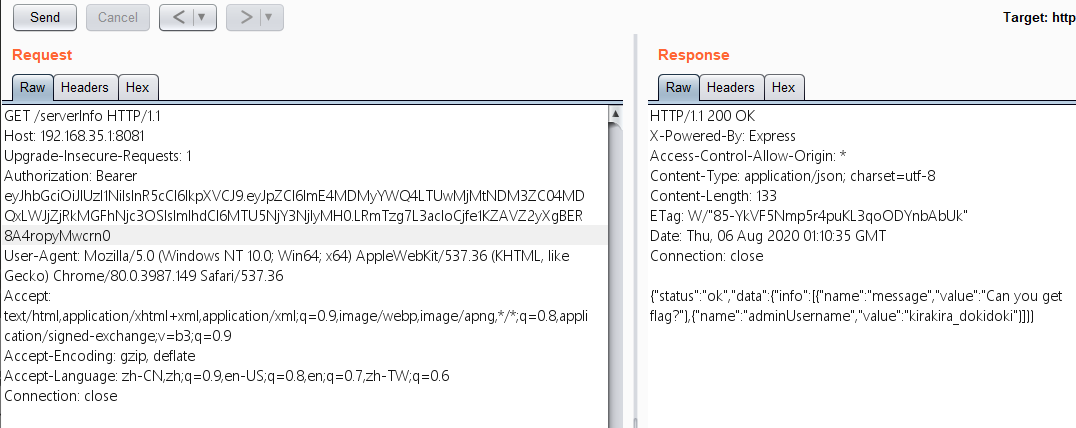 Send Cancel < | ▼ > | ▼ Target: http
Request
Raw Headers Hex
GET /serverInfo HTTP/1.1
Host: 192.168.35.1:8081
Upgrade-Insecure-Requests: 1
Authorization: Bearer
eyJhbGciOiJIUzI1NiIsInR5cCI6IkpXVCJ9.eyJpZCI6ImE4MDMyYWQ4LTUwMjMtNDM3ZC04MD
QxLWJjZjRkMGFhNjc3OSIsImlhdCI6MTU5NjY3NjIyMH0.LRmTzg7L3acIoCjfe1KZAVZ2yXgBER
8A4ropyMwcrn0
User-Agent: Mozilla/5.0 (Windows NT 10.0; Win64; x64) AppleWebKit/537.36 (KHTML, like
Gecko) Chrome/80.0.3987.149 Safari/537.36
Accept:
text/html,application/xhtml+xml,application/xml;q=0.9,image/webp,image/apng,*/*;q=0.8,appli
cation/signed-exchange;v=b3;q=0.9
Accept-Encoding: gzip, deflate
Accept-Language: zh-CN,zh;q=0.9,en-US;q=0.8,en;q=0.7,zh-TW;q=0.6
Connection: close
Response
Raw Headers Hex
HTTP/1.1 200 OK
X-Powered-By: Express
Access-Control-Allow-Origin: *
Content-Type: application/json; charset=utf-8
Content-Length: 133
ETag: W/"85-YkVF5Nmp5r4puKL3qoODYnbAbUk"
Date: Thu, 06 Aug 2020 01:10:35 GMT
Connection: close
{"status":"ok","data":{"info":[{"name":"message","value":"Can you get
flag?"},{"name":"adminUsername","value":"kirakira_dokidoki"}]}}